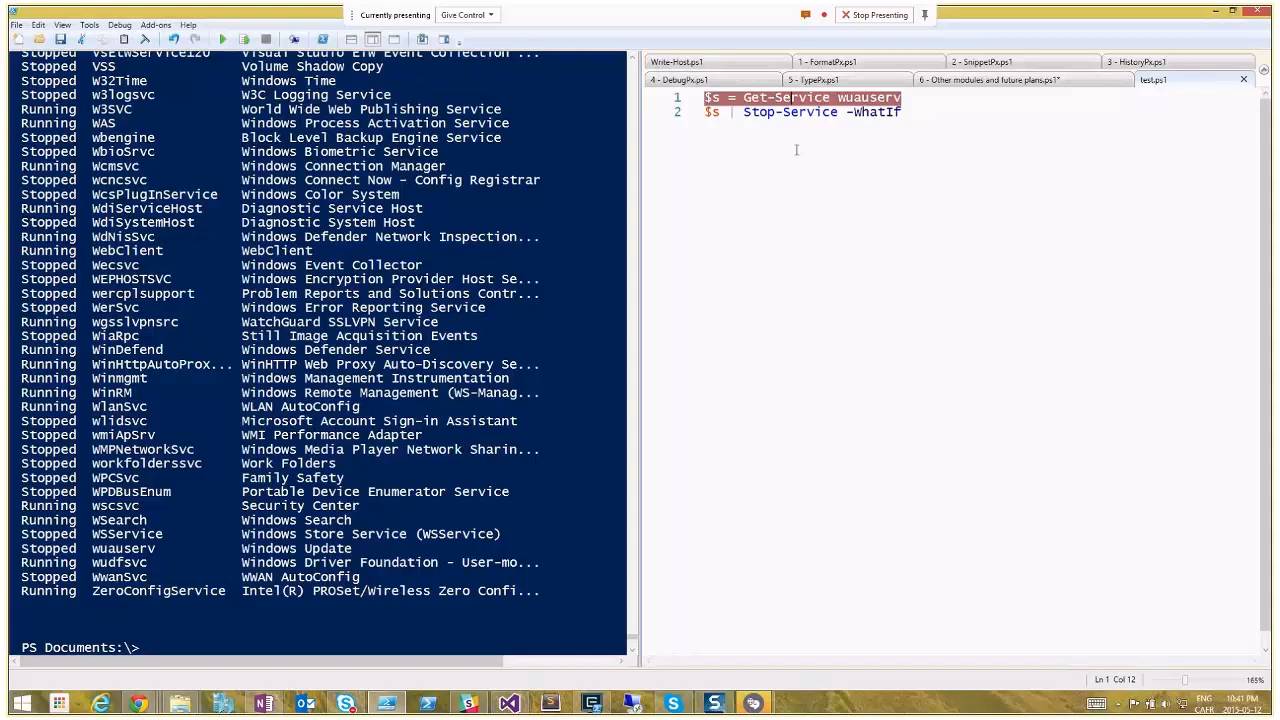 Currently presenting
Give Control
Stop Presenting
File Edit View Tools Debug Add-ons Help
Stopped VsEtwService120 Visual Studio ETW Event Collection...
Stopped VSS Volume Shadow Copy
Stopped W32Time Windows Time
Stopped w3logsvc W3C Logging Service
Running W3SVC World Wide Web Publishing Service
Running WAS Windows Process Activation Service
Stopped wbengine Block Level Backup Engine Service
Stopped WbioSrvc Windows Biometric Service
Running Wcmsvc Windows Connection Manager
Stopped wcncsvc Windows Connect Now - Config Registrar
Stopped WcsPlugInService Windows Color System
Running WdiServiceHost Diagnostic Service Host
Stopped WdiSystemHost Diagnostic System Host
Running WdNisSvc Windows Defender Network Inspection...
Running WebClient WebClient
Stopped Wecsvc Windows Event Collector
Stopped WEPHOSTSVC Windows Encryption Provider Host Se...
Stopped wercplsupport Problem Reports and Solutions Contr...
Stopped WerSvc Windows Error Reporting Service
Running wgsslvpnsrc WatchGuard SSLVPN Service
Stopped WiaRpc Still Image Acquisition Events
Running WinDefend Windows Defender Service
Running WinHttpAutoProx... WinHTTP Web Proxy Auto-Discovery Se...
Running Winmgmt Windows Management Instrumentation
Running WinRM Windows Remote Management (WS-Manag...
Running WlanSvc WLAN AutoConfig
Stopped wlidsvc Microsoft Account Sign-in Assistant
Stopped wmiApSrv WMI Performance Adapter
Stopped WMPNetworkSvc Windows Media Player Network Sharin...
Stopped workfolderssvc Work Folders
Stopped WPCSvc Family Safety
Stopped WPDBusEnum Portable Device Enumerator Service
Running wscsvc Security Center
Running WSearch Windows Search
Stopped WSService Windows Store Service (WSService)
Stopped wuauserv Windows Update
Running wudfsvc Windows Driver Foundation - User-mo...
Stopped WwanSvc WWAN AutoConfig
Running ZeroConfigService Intel(R) PROSet/Wireless Zero Confi...
PS Documents:\>
Write-Host.ps1 1 - FormatPx.ps1 2 - SnippetPx.ps1 3 - HistoryPx.ps1
4 - DebugPx.ps1 5 - TypePx.ps1 6 - Other modules and future plans.ps1* test.ps1
1 $s = Get-Service wuauserv
2 $s | Stop-Service -WhatIf
Ln 1 Col 12 165%
ENG 10:41 PM
CAFR 2015-05-12